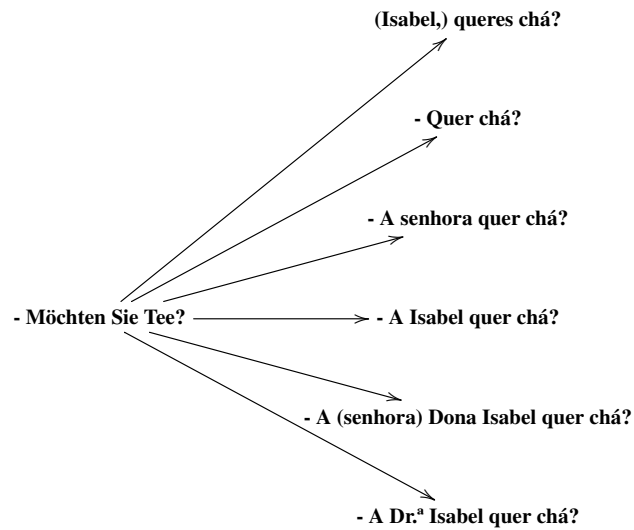 (Isabel,) queres chá?
- Quer chá?
- A senhora quer chá?
- Möchten Sie Tee?
- A Isabel quer chá?
- A (senhora) Dona Isabel quer chá?
- A Dr.ª Isabel quer chá?